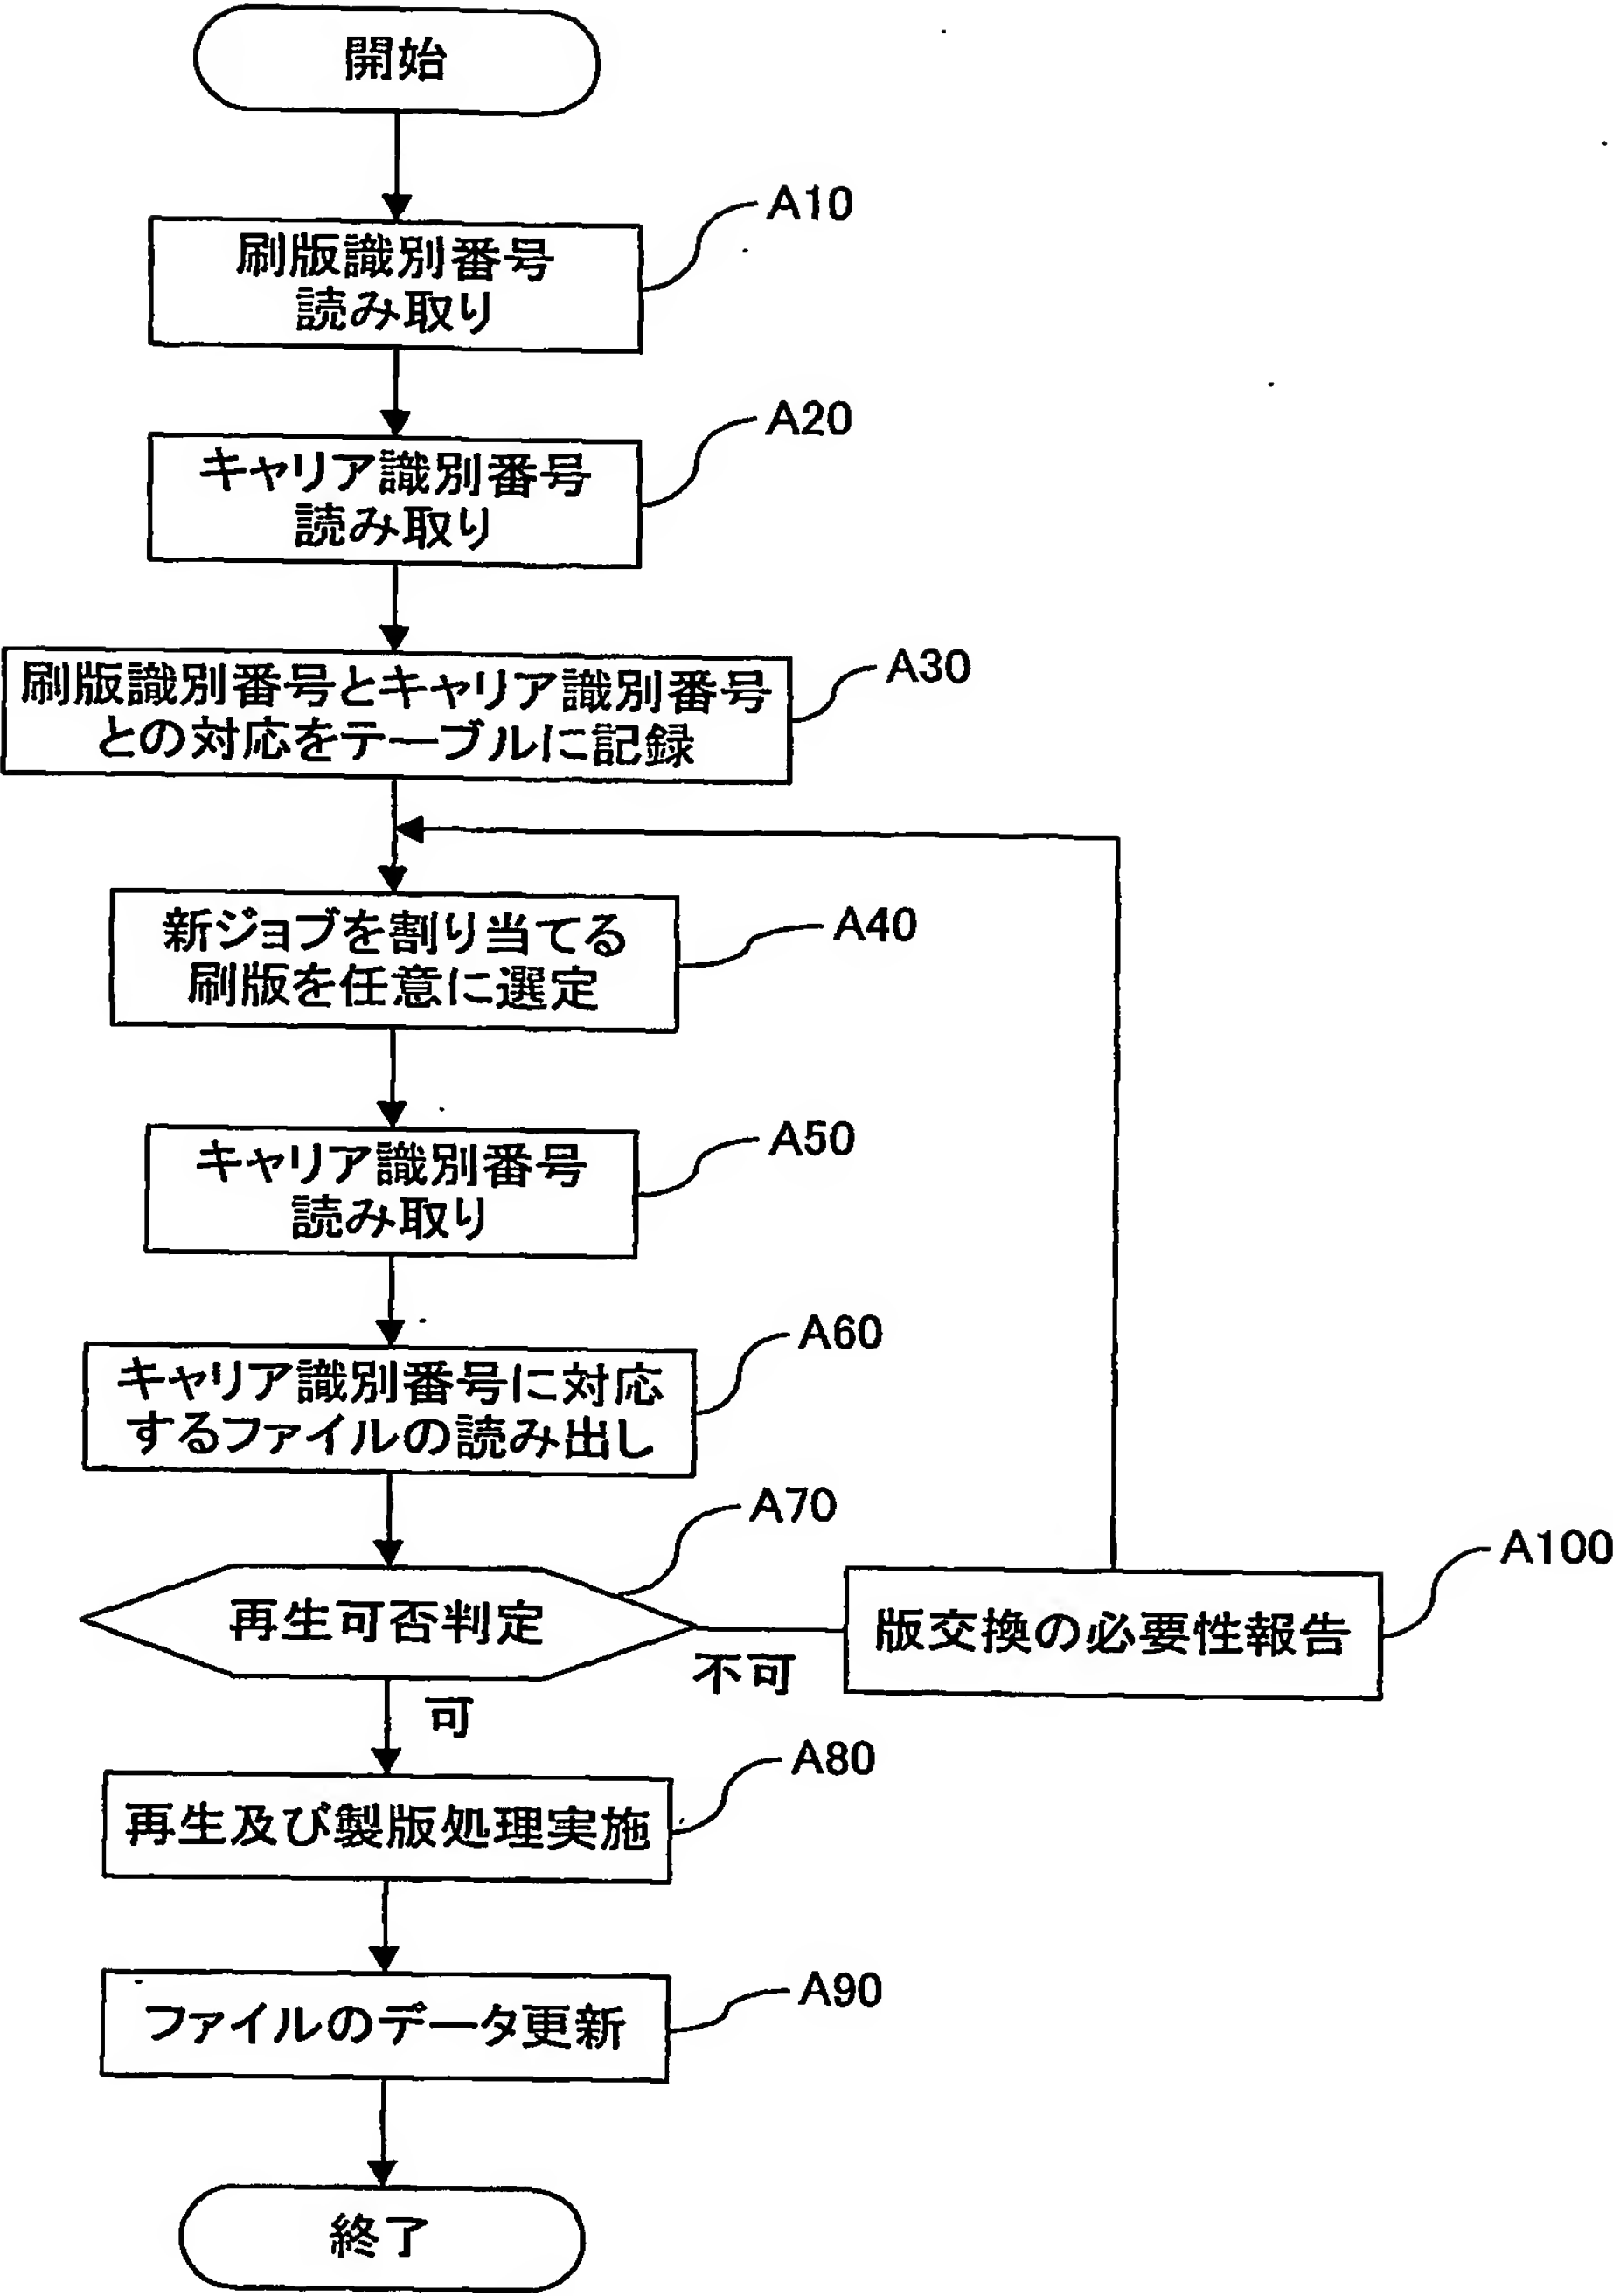 開始
A10
刷版識別番号
読み取り
A20
キャリア識別番号
読み取り
A30
刷版識別番号とキャリア識別番号
との対応をテーブルに記録
A40
新ジョブを割り当てる
刷版を任意に選定
A50
キャリア識別番号
読み取り
A60
キャリア識別番号に対応
するファイルの読み出し
A70
再生可否判定
不可
可
A100
版交換の必要性報告
A80
再生及び製版処理実施
A90
ファイルのデータ更新
終了